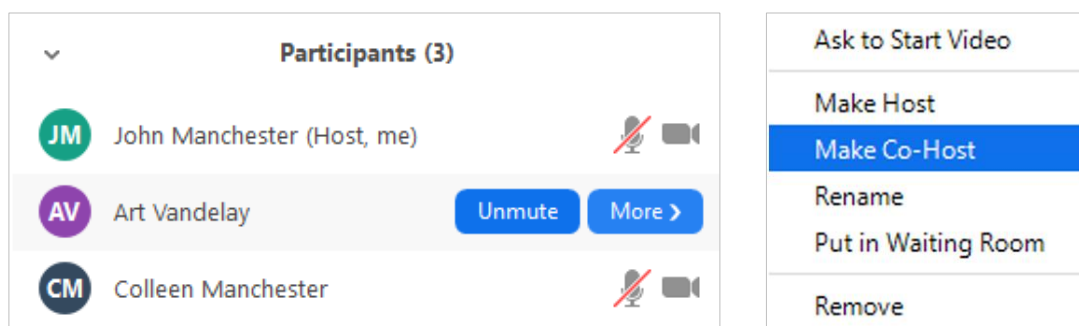 Participants (3)
JM John Manchester (Host, me)
AV Art Vandelay Unmute More ❯
CM Colleen Manchester
Ask to Start Video
Make Host
Make Co-Host
Rename
Put in Waiting Room
Remove